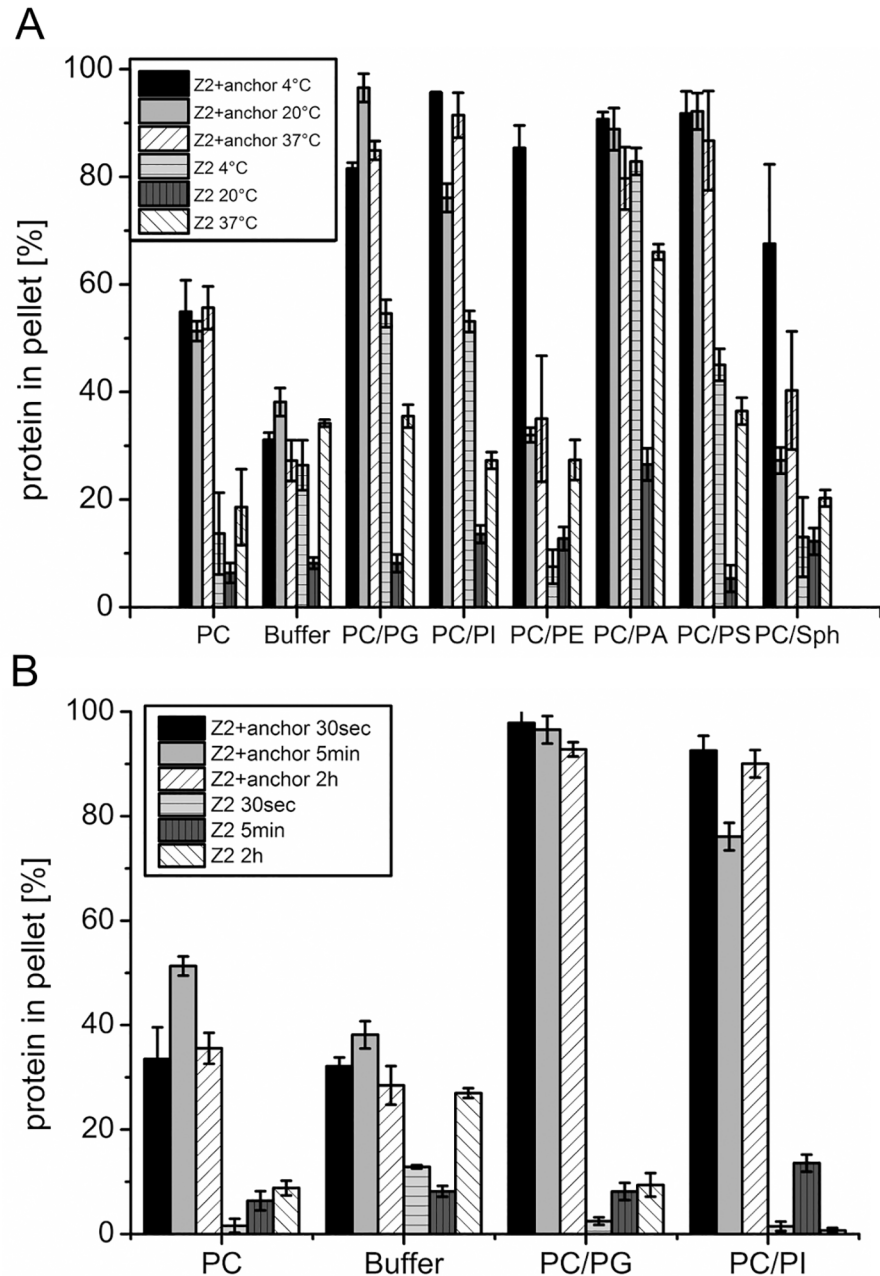 A
100
80
60
40
20
0
protein in pellet [%]
Z2+anchor 4°C
Z2+anchor 20°C
Z2+anchor 37°C
Z2 4°C
Z2 20°C
Z2 37°C
PC Buffer PC/PG PC/PI PC/PE PC/PA PC/PS PC/Sph
B
100
80
60
40
20
0
protein in pellet [%]
Z2+anchor 30sec
Z2+anchor 5min
Z2+anchor 2h
Z2 30sec
Z2 5min
Z2 2h
PC Buffer PC/PG PC/PI